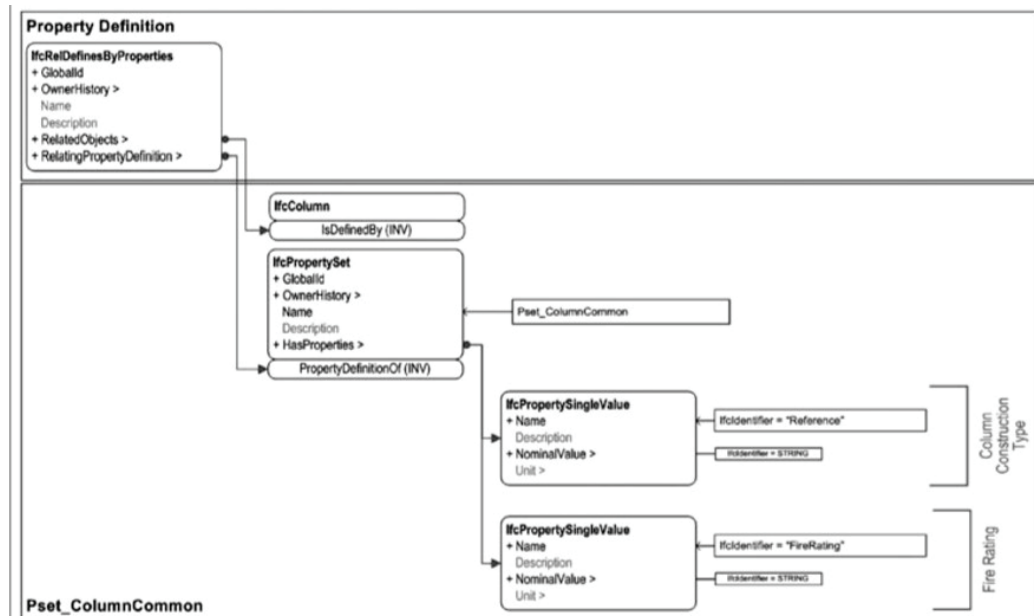 Property Definition
IfcRelDefinesByProperties
+ GlobalId
+ OwnerHistory >
Name
Description
+ RelatedObjects >
+ RelatingPropertyDefinition >
IfcColumn
IsDefinedBy (INV)
IfcPropertySet
+ GlobalId
+ OwnerHistory >
Name
Description
+ HasProperties >
PropertyDefinitionOf (INV)
Pset_ColumnCommon
IfcPropertySingleValue
+ Name
Description
+ NominalValue >
Unit >
IfcIdentifier = "Reference"
IfcIdentifier = STRING
Column
Construction
Type
IfcPropertySingleValue
+ Name
Description
+ NominalValue >
Unit >
IfcIdentifier = "FireRating"
IfcIdentifier = STRING
Fire Rating
Pset_ColumnCommon